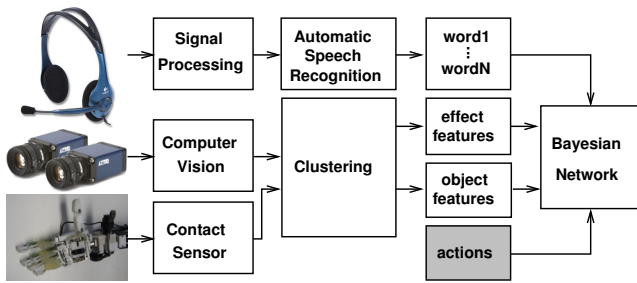 Signal
Processing
Automatic
Speech
Recognition
word1
wordN
Computer
Vision
Clustering
effect
features
Bayesian
Network
Contact
Sensor
object
features
actions